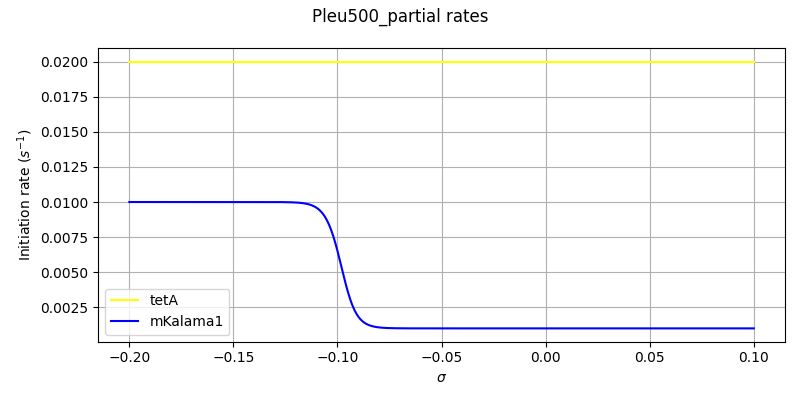 Pleu500_partial rates
Initiation rate (s⁻¹)
0.0200
0.0175
0.0150
0.0125
0.0100
0.0075
0.0050
0.0025
tetA
mKalama1
−0.20 −0.15 −0.10 −0.05 0.00 0.05 0.10
σ